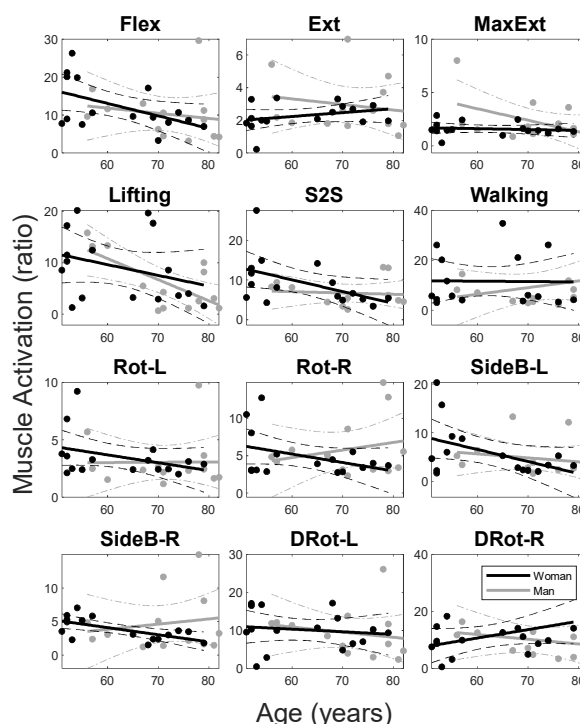 Flex Ext MaxExt
30 20 10 0
6 4 2 0
10 5 0
60 70 80
60 70 80
60 70 80
Lifting S2S Walking
20 10 0
20 10 0
40 20 0
60 70 80
60 70 80
60 70 80
Rot-L Rot-R SideB-L
10 5 0
15 10 5 0
20 10 0
60 70 80
60 70 80
60 70 80
SideB-R DRot-L DRot-R
15 10 5 0
30 20 10 0
40 20 0
Woman
Man
60 70 80
60 70 80
60 70 80
Muscle Activation (ratio)
Age (years)